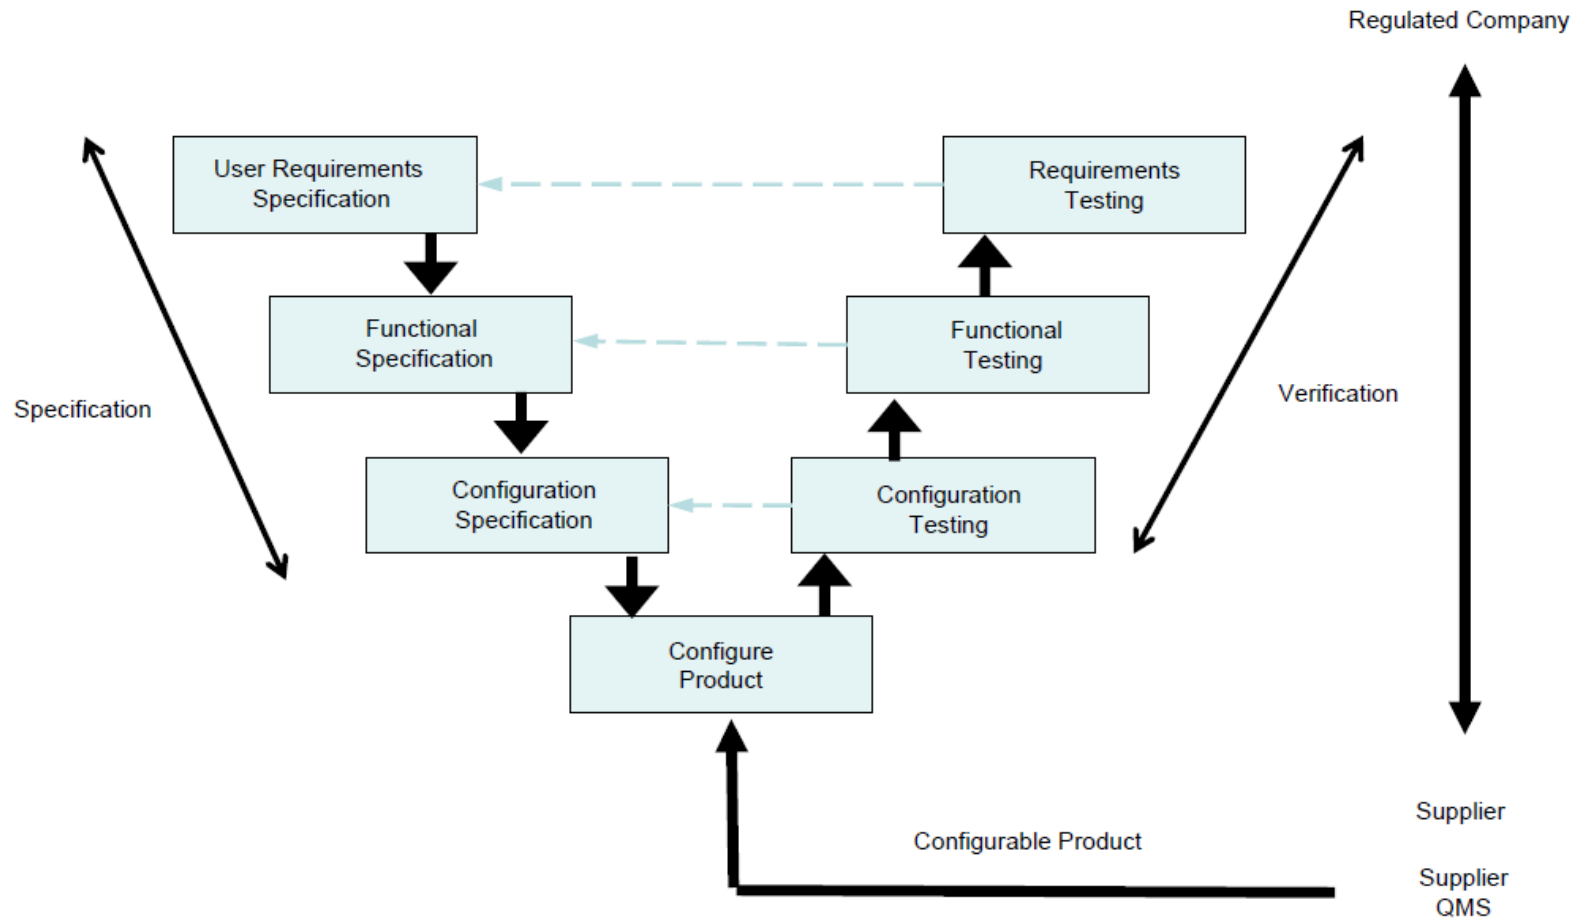 Regulated Company
User Requirements
Specification
Requirements
Testing
Functional
Specification
Functional
Testing
Specification
Verification
Configuration
Specification
Configuration
Testing
Configure
Product
Supplier
Configurable Product
Supplier
QMS